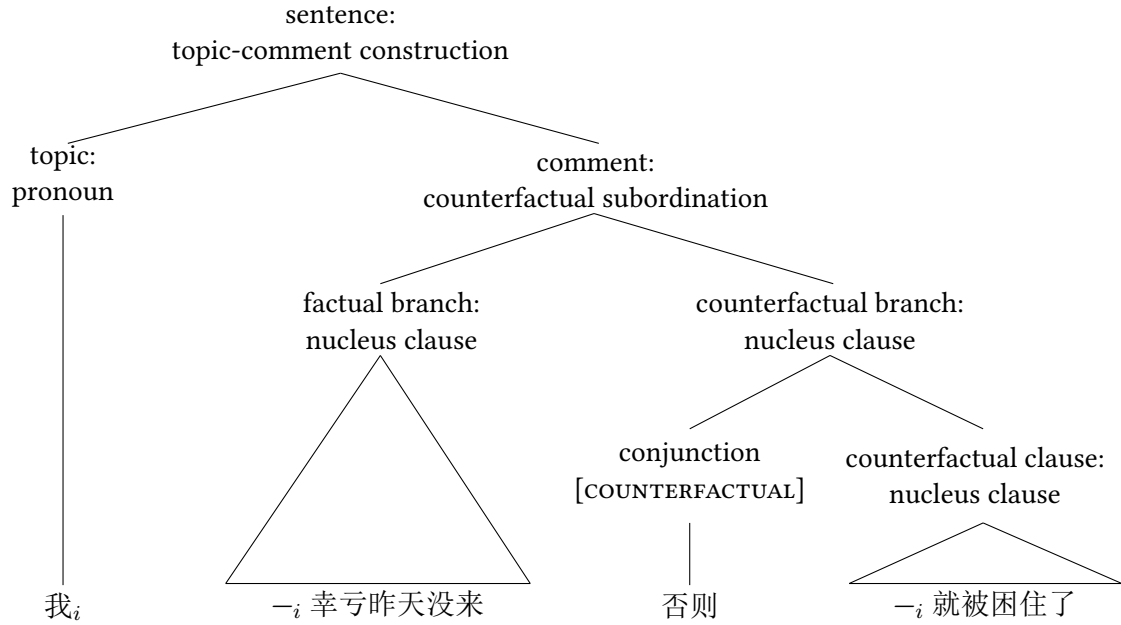 sentence:
topic-comment construction
topic:
pronoun
comment:
counterfactual subordination
factual branch:
nucleus clause
counterfactual branch:
nucleus clause
conjunction
[COUNTERFACTUAL]
counterfactual clause:
nucleus clause
我i
–i 幸亏昨天没来
否则
–i 就被困住了